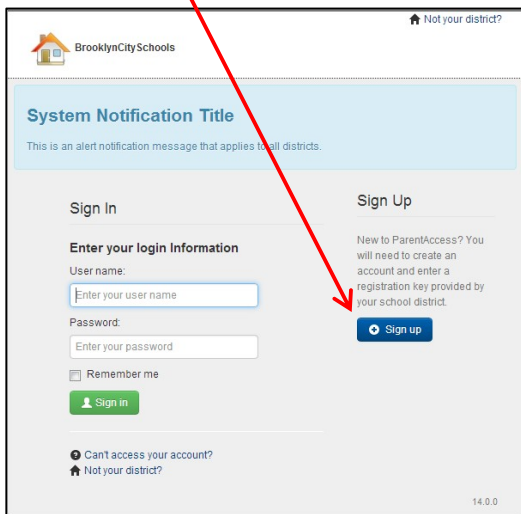 Not your district?
BrooklynCitySchools
System Notification Title
This is an alert notification message that applies to all districts.
Sign In
Enter your login Information
User name:
Enter your user name
Password:
Enter your password
Remember me
Sign in
Can't access your account?
Not your district?
Sign Up
New to ParentAccess? You
will need to create an
account and enter a
registration key provided by
your school district.
Sign up
14.0.0